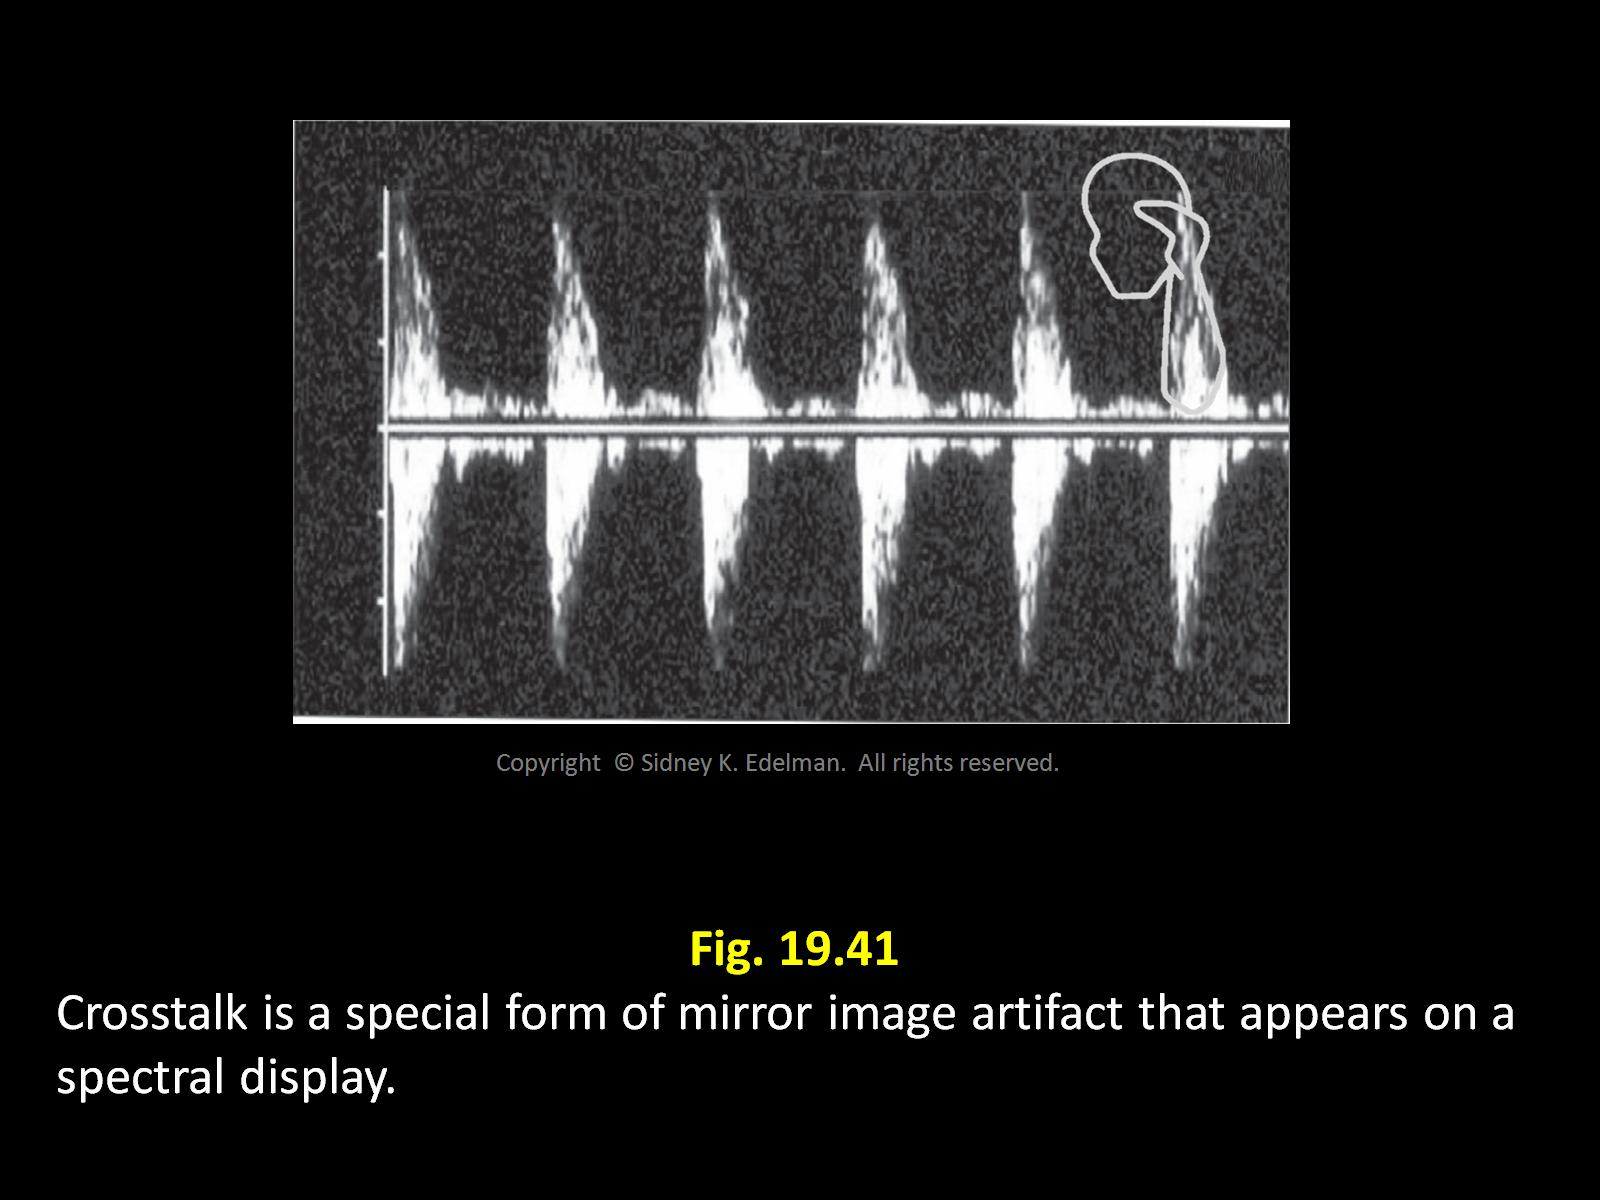 Copyright © Sidney K. Edelman. All rights reserved.
Fig. 19.41
Crosstalk is a special form of mirror image artifact that appears on a
spectral display.